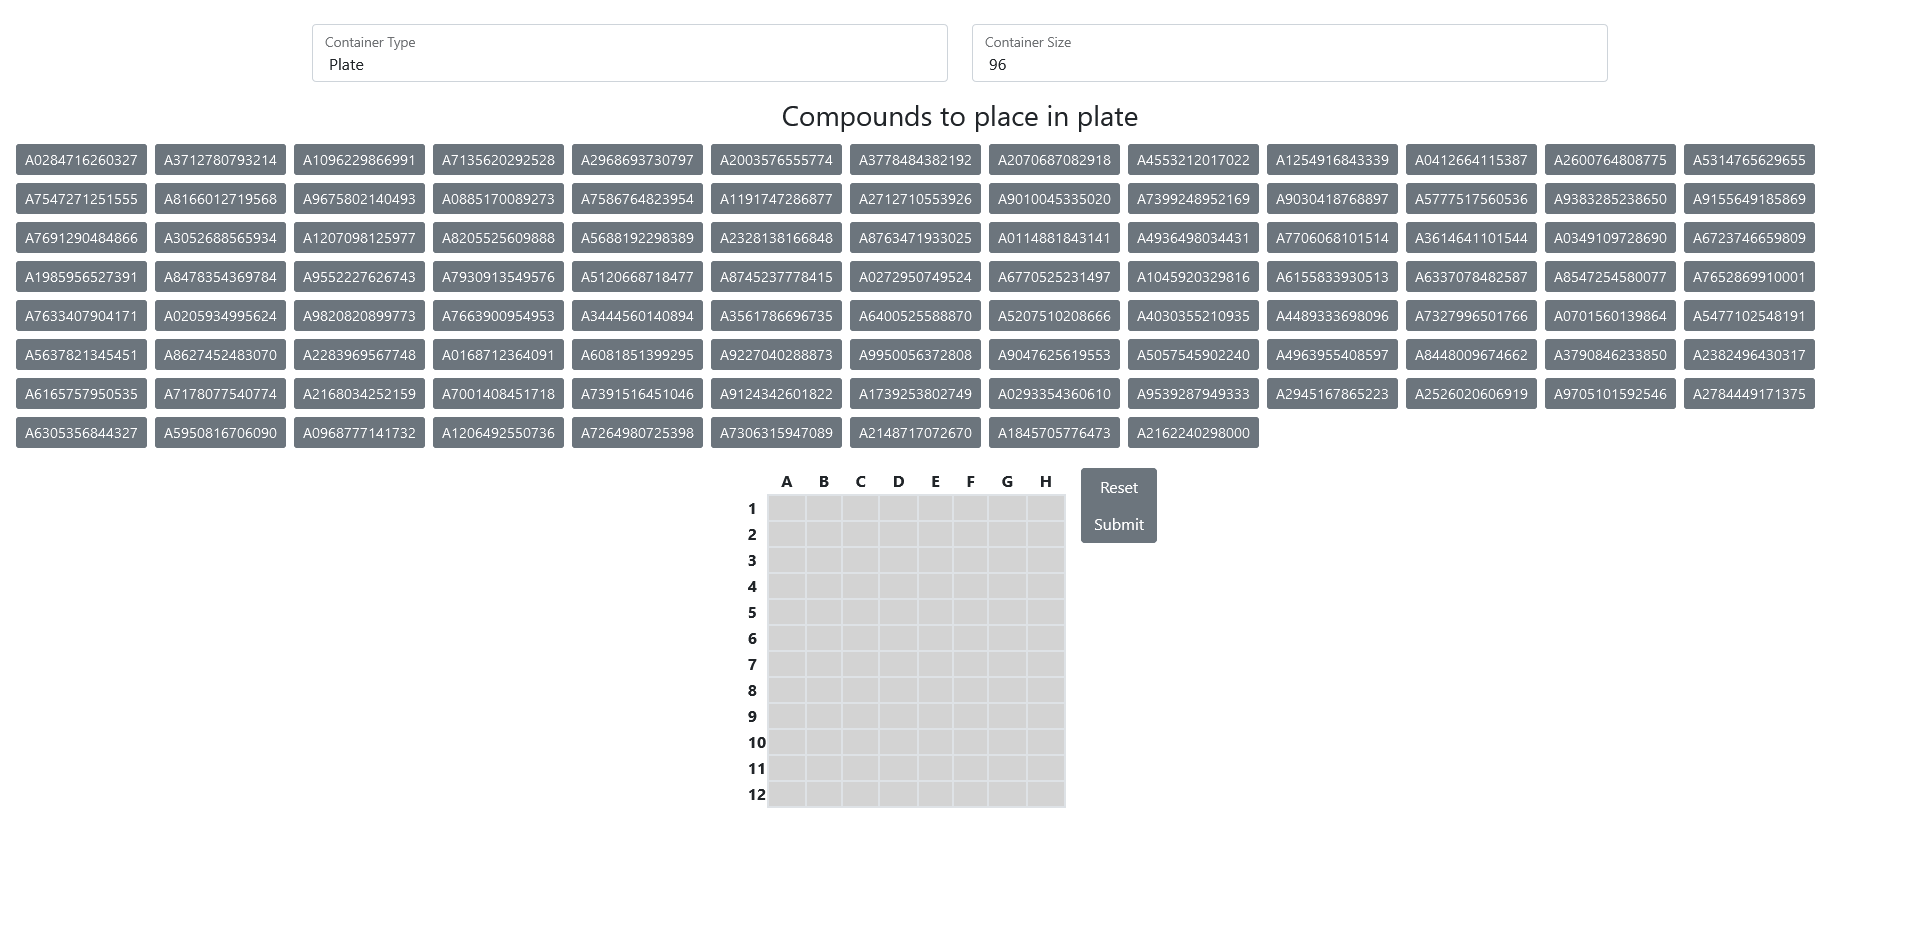 Container Type
Plate
Container Size
96
Compounds to place in plate
A0284716260327 A3712780793214 A1096229866991 A7135620292528 A2968693730797 A2003576555774 A3778484382192 A2070687082918 A4553212017022 A1254916843339 A0412664115387 A2600764808775 A5314765629655
A7547271251555 A8166012719568 A9675802140493 A0885170089273 A7586764823954 A1191747286877 A2712710553926 A9010045335020 A7399248952169 A9030418768897 A5777517560536 A9383285238650 A9155649185869
A7691290484866 A3052688565934 A1207098125977 A8205525609888 A5688192298389 A2328138166848 A8763471933025 A0114881843141 A4936498034431 A7706068101514 A3614641101544 A0349109728690 A6723746659809
A1985956527391 A8478354369784 A9552227626743 A7930913549576 A5120668718477 A8745237778415 A0272950749524 A6770525231497 A1045920329816 A6155833930513 A6337078482587 A8547254580077 A7652869910001
A7633407904171 A0205934995624 A9820820899773 A7663900954953 A3444560140894 A3561786696735 A6400525588870 A5207510208666 A4030355210935 A4489333698096 A7327996501766 A0701560139864 A5477102548191
A5637821345451 A8627452483070 A2283969567748 A0168712364091 A6081851399295 A9227040288873 A9950056372808 A9047625619553 A5057545902240 A4963955408597 A8448009674662 A3790846233850 A2382496430317
A6165757950535 A7178077540774 A2168034252159 A7001408451718 A7391516451046 A9124342601822 A1739253802749 A0293354360610 A9539287949333 A2945167865223 A2526020606919 A9705101592546 A2784449171375
A6305356844327 A5950816706090 A0968777141732 A1206492550736 A7264980725398 A7306315947089 A2148717072670 A1845705776473 A2162240298000
A B C D E F G H
1
2
3
4
5
6
7
8
9
10
11
12
Reset
Submit